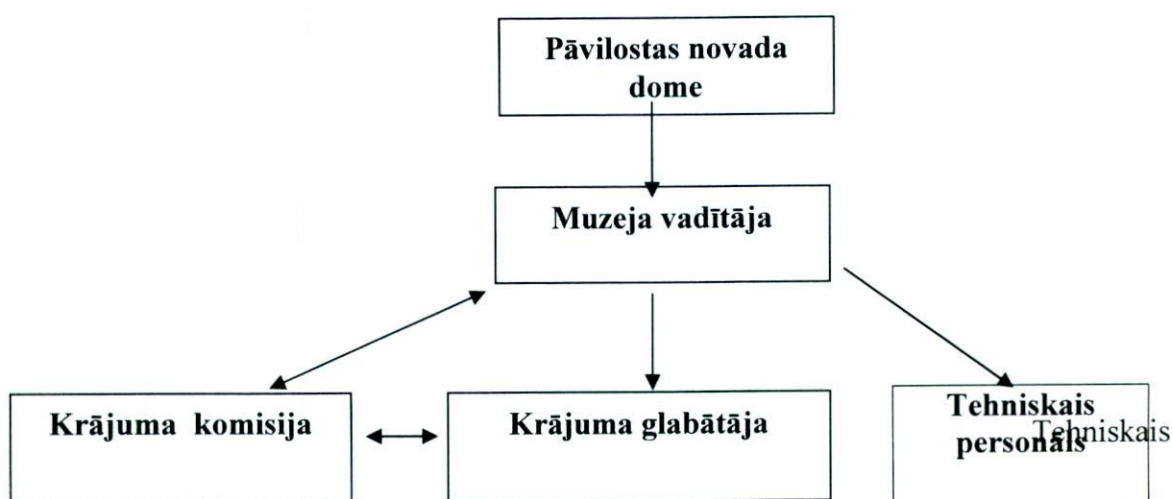 Pāvilostas novada
dome
Muzeja vadītāja
Krājuma komisija
Krājuma glabātāja
Tehniskais
personāls
Tehniskais